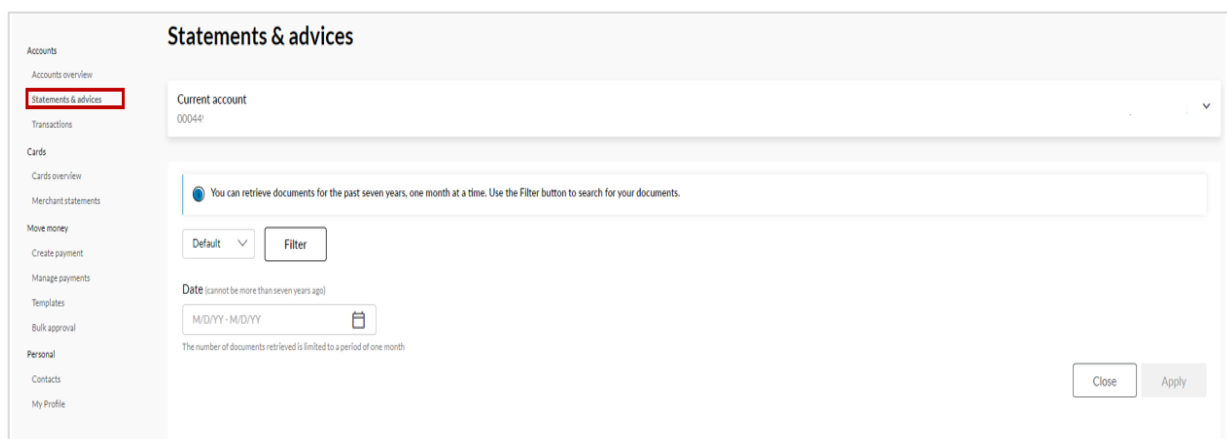 Statements & advices
Accounts
Accounts overview
Statements & advices
Transactions
Cards
Cards overview
Merchant statements
Move money
Create payment
Manage payments
Templates
Bulk approval
Personal
Contacts
My Profile
Current account
00044
You can retrieve documents for the past seven years, one month at a time. Use the Filter button to search for your documents.
Default
Filter
Date (cannot be more than seven years ago)
M/D/YY - M/D/YY
The number of documents retrieved is limited to a period of one month
Close
Apply